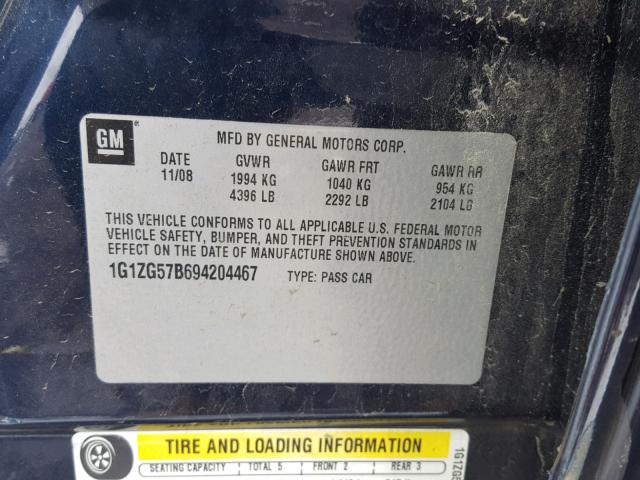 GM
MFD BY GENERAL MOTORS CORP.
DATE GVWR GAWR FRT GAWR RR
11/08 1994 KG 1040 KG 954 KG
4396 LB 2292 LB 2104 LB
THIS VEHICLE CONFORMS TO ALL APPLICABLE U.S. FEDERAL MOTOR
VEHICLE SAFETY, BUMPER, AND THEFT PREVENTION STANDARDS IN
EFFECT ON THE DATE OF MANUFACTURE SHOWN ABOVE.
1G1ZG57B694204467 TYPE: PASS CAR
TIRE AND LOADING INFORMATION
SEATING CAPACITY TOTAL 5 FRONT 2 REAR 3
1G1ZG5